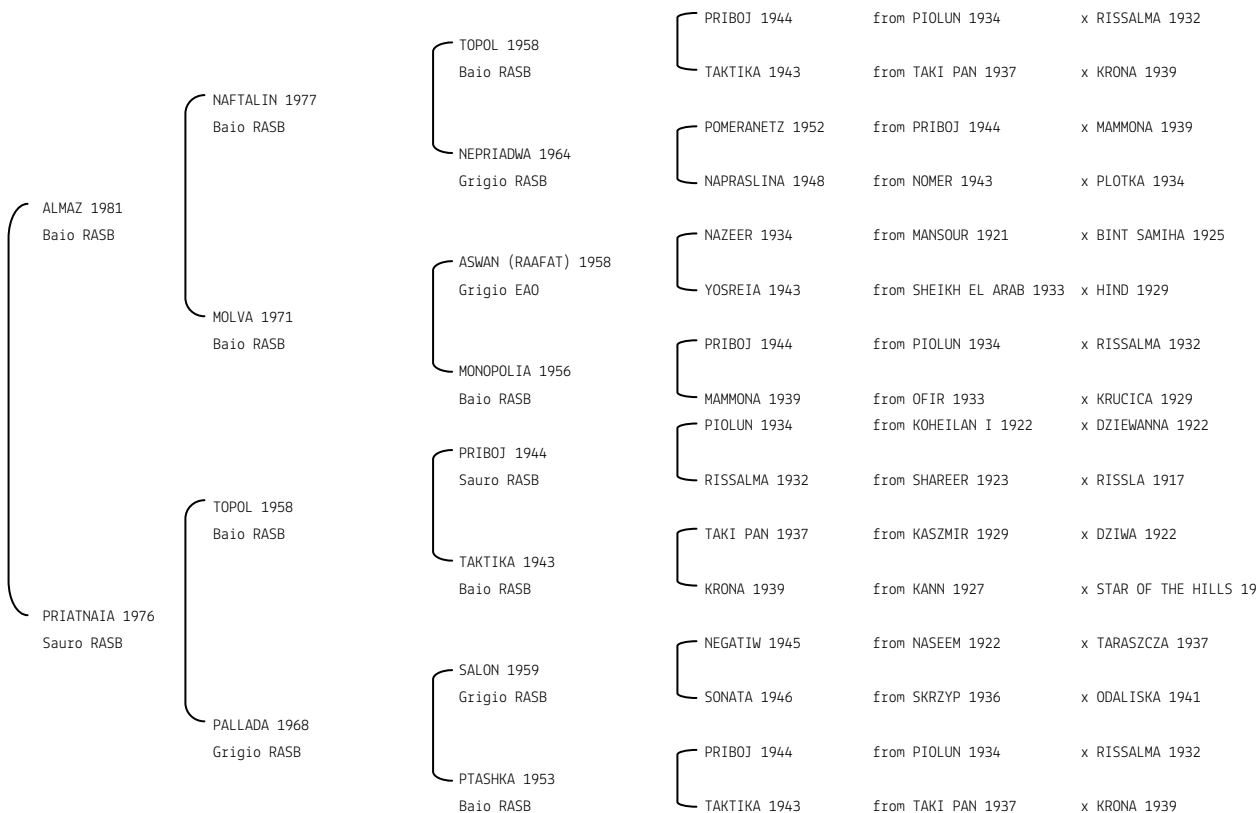 PRIBOJ 1944 from PIOLUN 1934 x RISSALMA 1932
TOPOL 1958
Baio RASB TAKTIKA 1943 from TAKI PAN 1937 x KRONA 1939
NAFTALIN 1977
Baio RASB POMERANETZ 1952 from PRIBOJ 1944 x MAMMONA 1939
NEPRIADWA 1964
Grigio RASB NAPRASLINA 1948 from NOMER 1943 x PLOTKA 1934
ALMAZ 1981
Baio RASB NAZEER 1934 from MANSOUR 1921 x BINT SAMIHA 1925
ASWAN (RAAFAT) 1958
Grigio EAO YOSREIA 1943 from SHEIKH EL ARAB 1933 x HIND 1929
MOLVA 1971
Baio RASB PRIBOJ 1944 from PIOLUN 1934 x RISSALMA 1932
MONOPOLIA 1956
Baio RASB MAMMONA 1939 from OFIR 1933 x KRUCICA 1929
PIOLUN 1934 from KOHEILAN I 1922 x DZIEWANNA 1922
PRIBOJ 1944
Sauro RASB RISSALMA 1932 from SHAREER 1923 x RISSLA 1917
TOPOL 1958
Baio RASB TAKI PAN 1937 from KASZMIR 1929 x DZIWA 1922
TAKTIKA 1943
Baio RASB KRONA 1939 from KANN 1927 x STAR OF THE HILLS 19
PRIATNAIA 1976
Sauro RASB NEGATIW 1945 from NASEEM 1922 x TARASZCZA 1937
SALON 1959
Grigio RASB SONATA 1946 from SKRZYP 1936 x ODALISKA 1941
PALLADA 1968
Grigio RASB PRIBOJ 1944 from PIOLUN 1934 x RISSALMA 1932
PTASHKA 1953
Baio RASB TAKTIKA 1943 from TAKI PAN 1937 x KRONA 1939